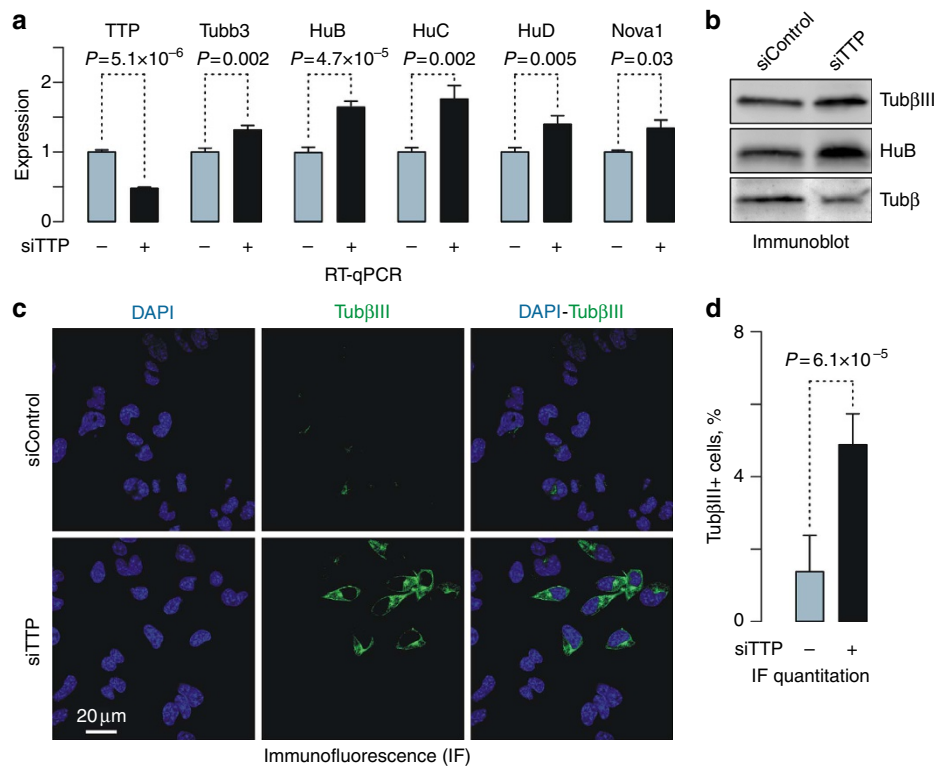 a
TTP Tubb3 HuB HuC HuD Nova1
P=5.1×10⁻⁶ P=0.002 P=4.7×10⁻⁵ P=0.002 P=0.005 P=0.03
Expression
2
1
0
siTTP – + – + – + – + – + – +
RT-qPCR
b
siControl siTTP
TubβIII
HuB
Tubβ
Immunoblot
c
DAPI TubβIII DAPI-TubβIII
siControl
siTTP
20 μm
Immunofluorescence (IF)
d
TubβIII+ cells, %
8
P=6.1×10⁻⁵
4
0
siTTP – +
IF quantitation